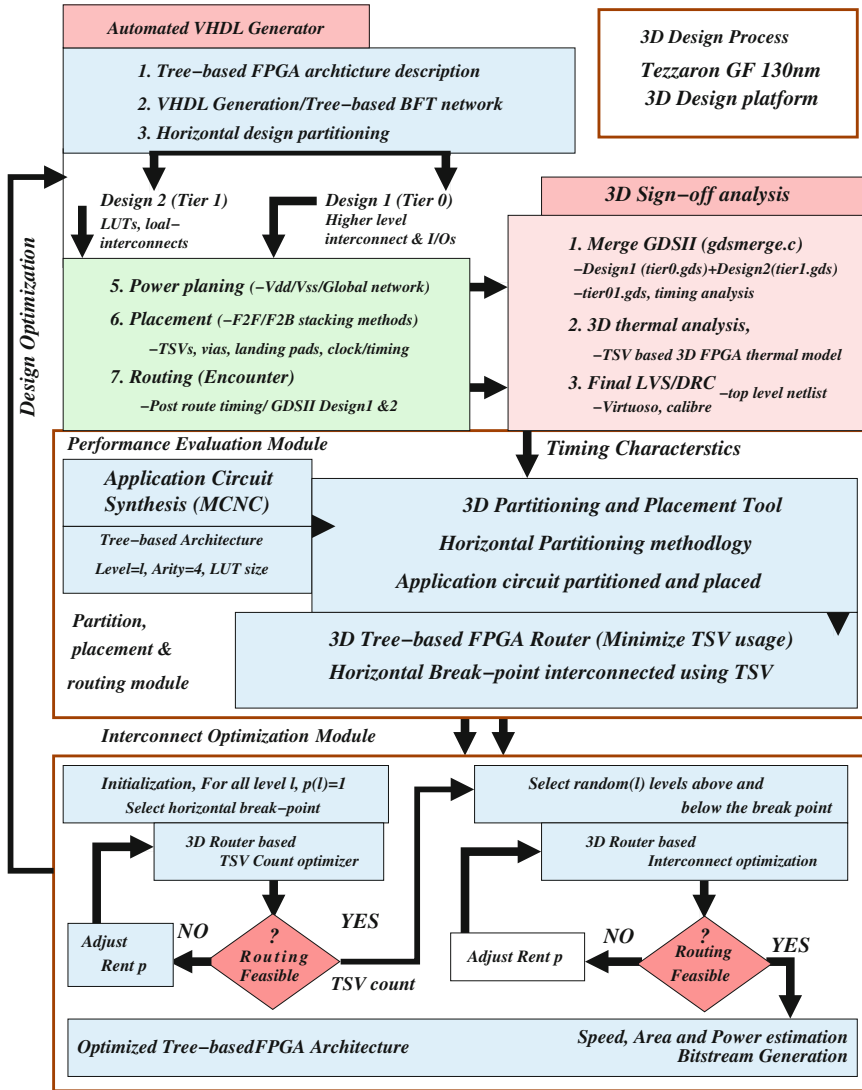 Automated VHDL Generator
1. Tree-based FPGA archticture description
2. VHDL Generation/Tree-based BFT network
3. Horizontal design partitioning
3D Design Process
Tezzaron GF 130nm
3D Design platform
Design 2 (Tier 1)
LUTs, loal-
interconnects
Design 1 (Tier 0)
Higher level
interconnect & I/Os
3D Sign-off analysis
5. Power planing (-Vdd/Vss/Global network)
6. Placement (-F2F/F2B stacking methods)
-TSVs, vias, landing pads, clock/timing
7. Routing (Encounter)
-Post route timing/ GDSII Design1 &2
1. Merge GDSII (gdsmerge.c)
-Design1 (tier0.gds)+Design2(tier1.gds)
-tier01.gds, timing analysis
2. 3D thermal analysis,
-TSV based 3D FPGA thermal model
3. Final LVS/DRC -top level netlist
-Virtuoso, calibre
Design Optimization
Performance Evaluation Module
Timing Characterstics
Application Circuit
Synthesis (MCNC)
Tree-based Architecture
Level=l, Arity=4, LUT size
3D Partitioning and Placement Tool
Horizontal Partitioning methodlogy
Application circuit partitioned and placed
Partition,
placement &
routing module
3D Tree-based FPGA Router (Minimize TSV usage)
Horizontal Break-point interconnected using TSV
Interconnect Optimization Module
Initialization, For all level l, p(l)=1
Select horizontal break-point
3D Router based
TSV Count optimizer
Adjust
Rent p
NO
?
Routing
Feasible
YES
TSV count
Select random(l) levels above and
below the break point
3D Router based
Interconnect optimization
Adjust Rent p
NO
?
Routing
Feasible
YES
Optimized Tree-basedFPGA Architecture
Speed, Area and Power estimation
Bitstream Generation